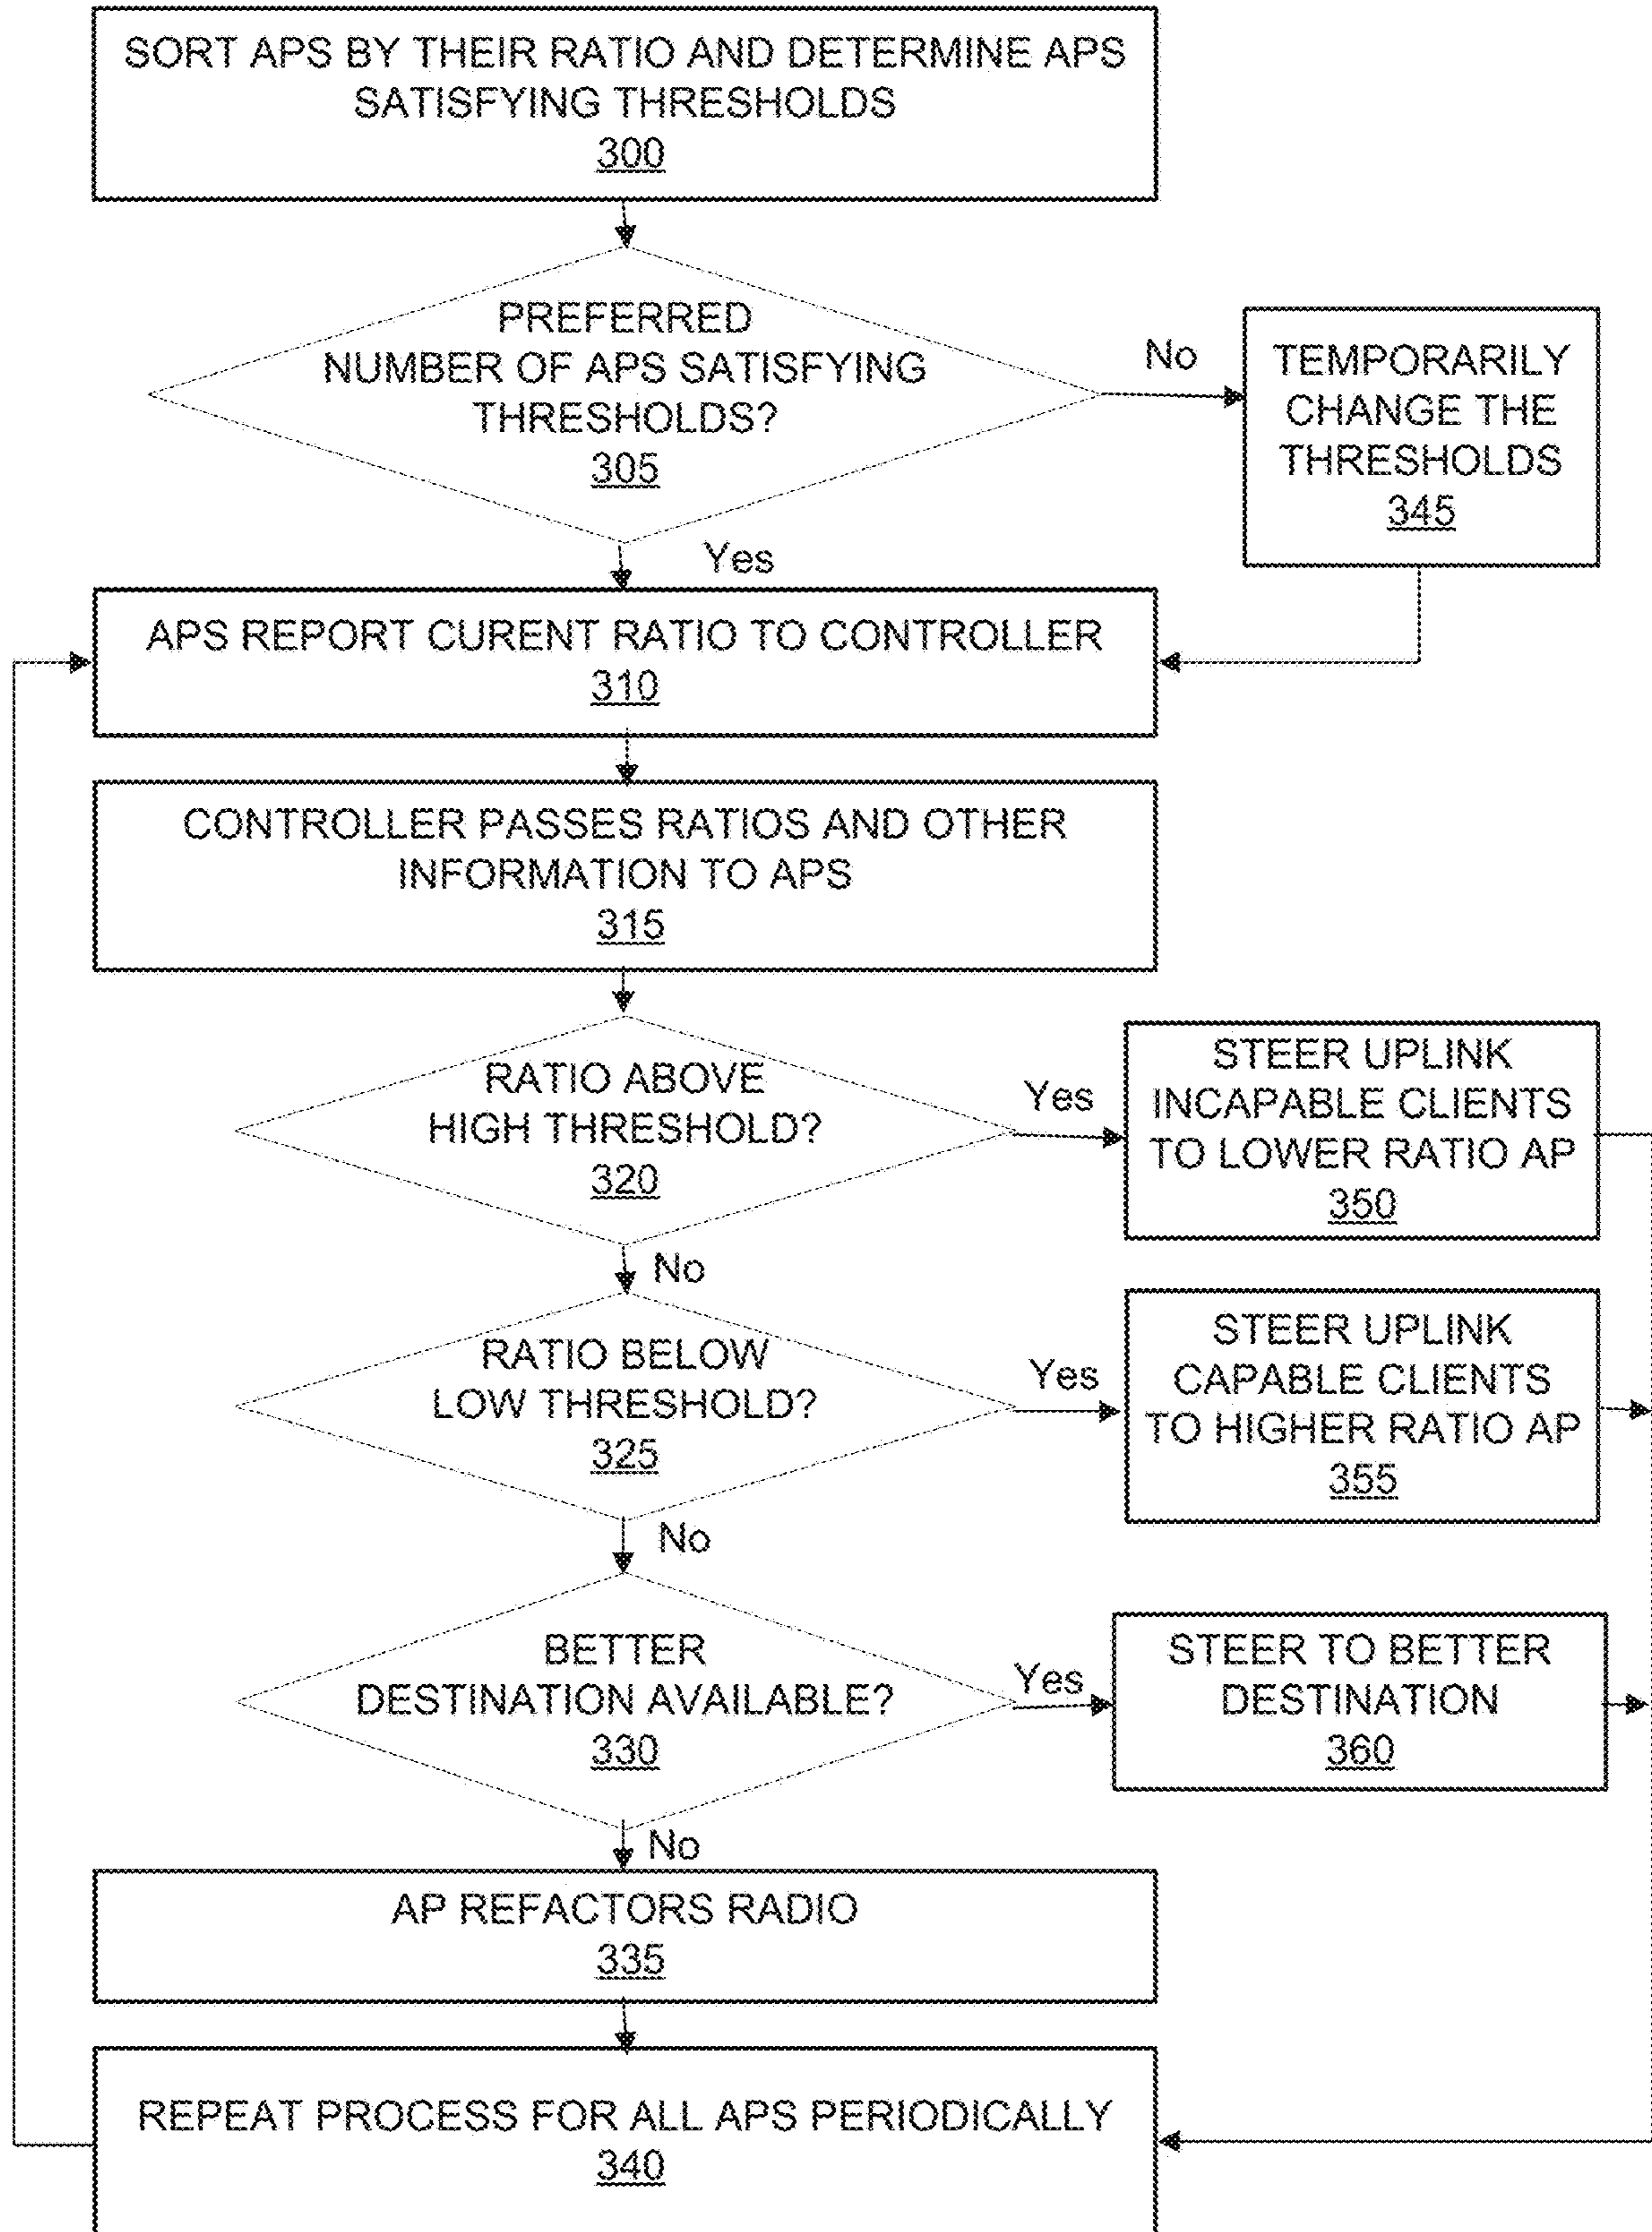 SORT APS BY THEIR RATIO AND DETERMINE APS
SATISFYING THRESHOLDS
300
PREFERRED
NUMBER OF APS SATISFYING
THRESHOLDS?
305
No
TEMPORARILY
CHANGE THE
THRESHOLDS
345
Yes
APS REPORT CURENT RATIO TO CONTROLLER
310
CONTROLLER PASSES RATIOS AND OTHER
INFORMATION TO APS
315
RATIO ABOVE
HIGH THRESHOLD?
320
Yes
STEER UPLINK
INCAPABLE CLIENTS
TO LOWER RATIO AP
350
No
RATIO BELOW
LOW THRESHOLD?
325
Yes
STEER UPLINK
CAPABLE CLIENTS
TO HIGHER RATIO AP
355
No
BETTER
DESTINATION AVAILABLE?
330
Yes
STEER TO BETTER
DESTINATION
360
No
AP REFACTORS RADIO
335
REPEAT PROCESS FOR ALL APS PERIODICALLY
340